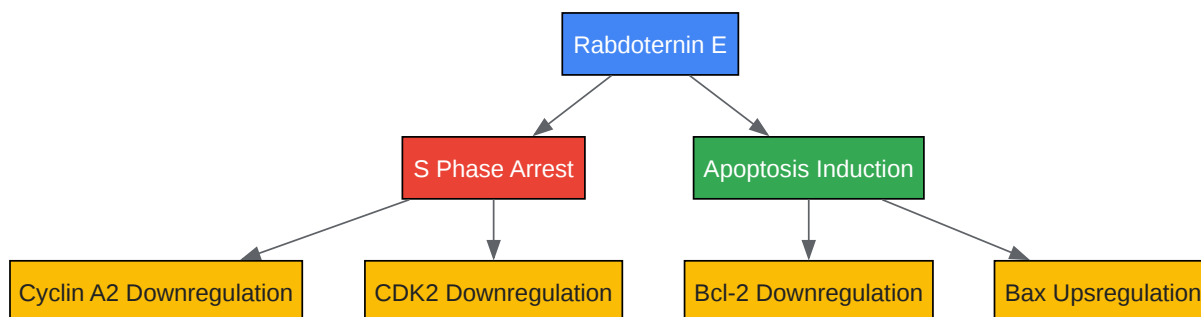 Rabdoternin E
S Phase Arrest
Apoptosis Induction
Cyclin A2 Downregulation
CDK2 Downregulation
Bcl-2 Downregulation
Bax Upsregulation